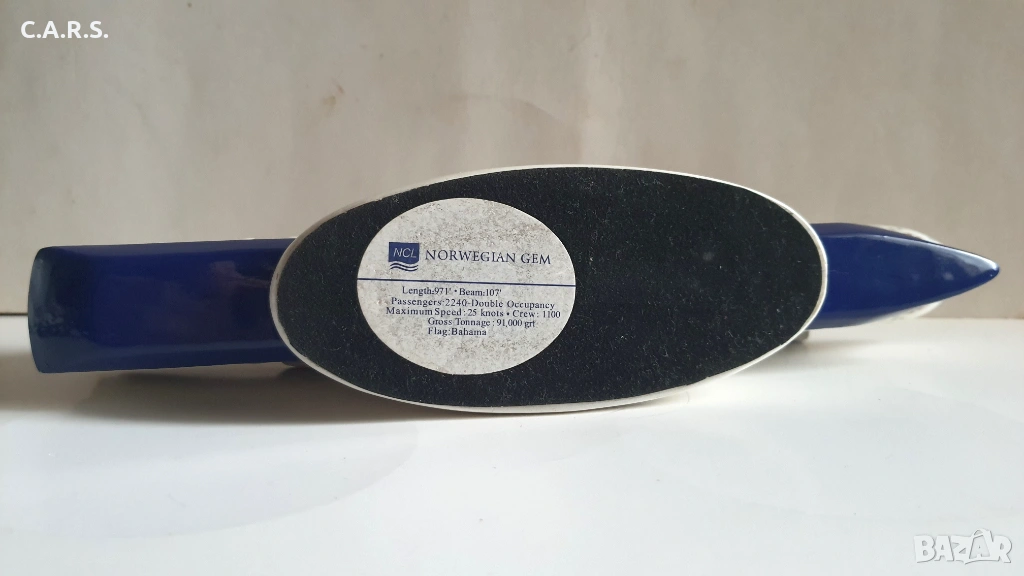 C.A.R.S.
NCL NORWEGIAN GEM
Length:971' • Beam:107'
Passengers:2240-Double Occupancy
Maximum Speed: 25 knots • Crew: 1100
Gross Tonnage: 91,000 grt
Flag:Bahama
BAZAR